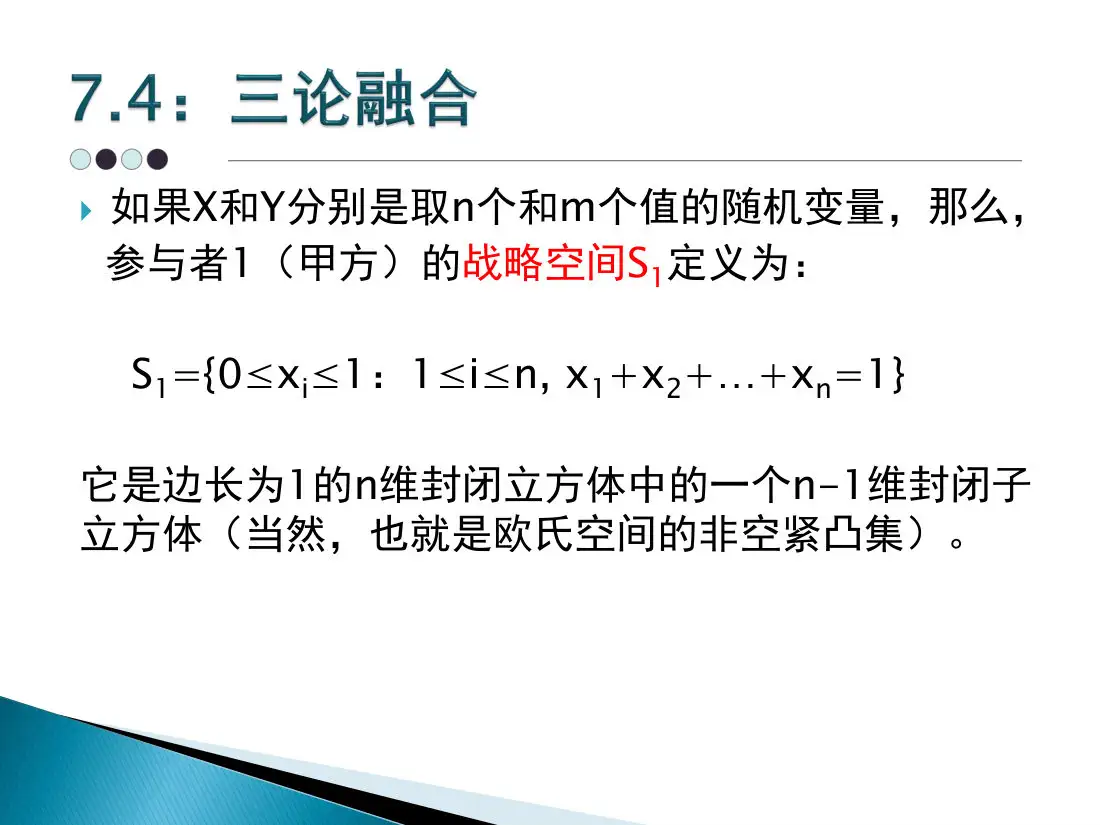 7.4：三论融合
如果X和Y分别是取n个和m个值的随机变量，那么，
参与者1（甲方）的战略空间S₁定义为：
S₁={0≤xᵢ≤1：1≤i≤n, x₁+x₂+…+xₙ=1}
它是边长为1的n维封闭立方体中的一个n-1维封闭子
立方体（当然，也就是欧氏空间的非空紧凸集）。